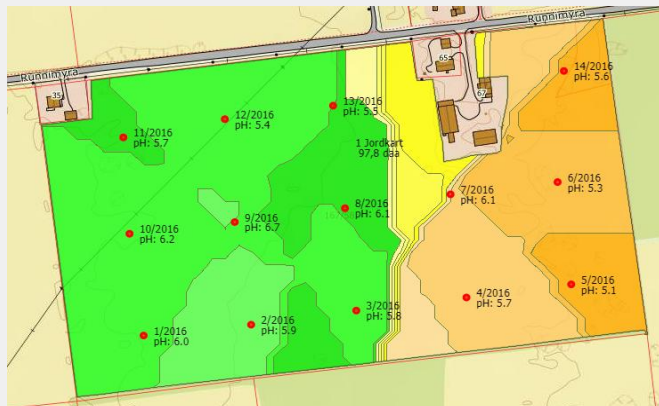 Runnimyra
Runnimyra
65
67
35
14/2016
pH: 5.6
13/2016
pH: 5.5
12/2016
pH: 5.4
11/2016
pH: 5.7
1 Jordkart
97,8 daa
6/2016
pH: 5.3
7/2016
pH: 6.1
8/2016
pH: 6.1
9/2016
pH: 6.7
10/2016
pH: 6.2
5/2016
pH: 5.1
4/2016
pH: 5.7
3/2016
pH: 5.8
2/2016
pH: 5.9
1/2016
pH: 6.0